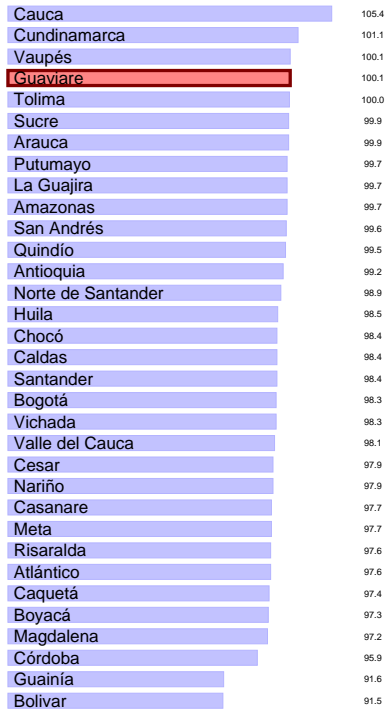 Cauca 105.4
Cundinamarca 101.1
Vaupés 100.1
Guaviare 100.1
Tolima 100.0
Sucre 99.9
Arauca 99.9
Putumayo 99.7
La Guajira 99.7
Amazonas 99.7
San Andrés 99.6
Quindío 99.5
Antioquia 99.2
Norte de Santander 98.9
Huila 98.5
Chocó 98.4
Caldas 98.4
Santander 98.4
Bogotá 98.3
Vichada 98.3
Valle del Cauca 98.1
Cesar 97.9
Nariño 97.9
Casanare 97.7
Meta 97.7
Risaralda 97.6
Atlántico 97.6
Caquetá 97.4
Boyacá 97.3
Magdalena 97.2
Córdoba 95.9
Guainía 91.6
Bolivar 91.5